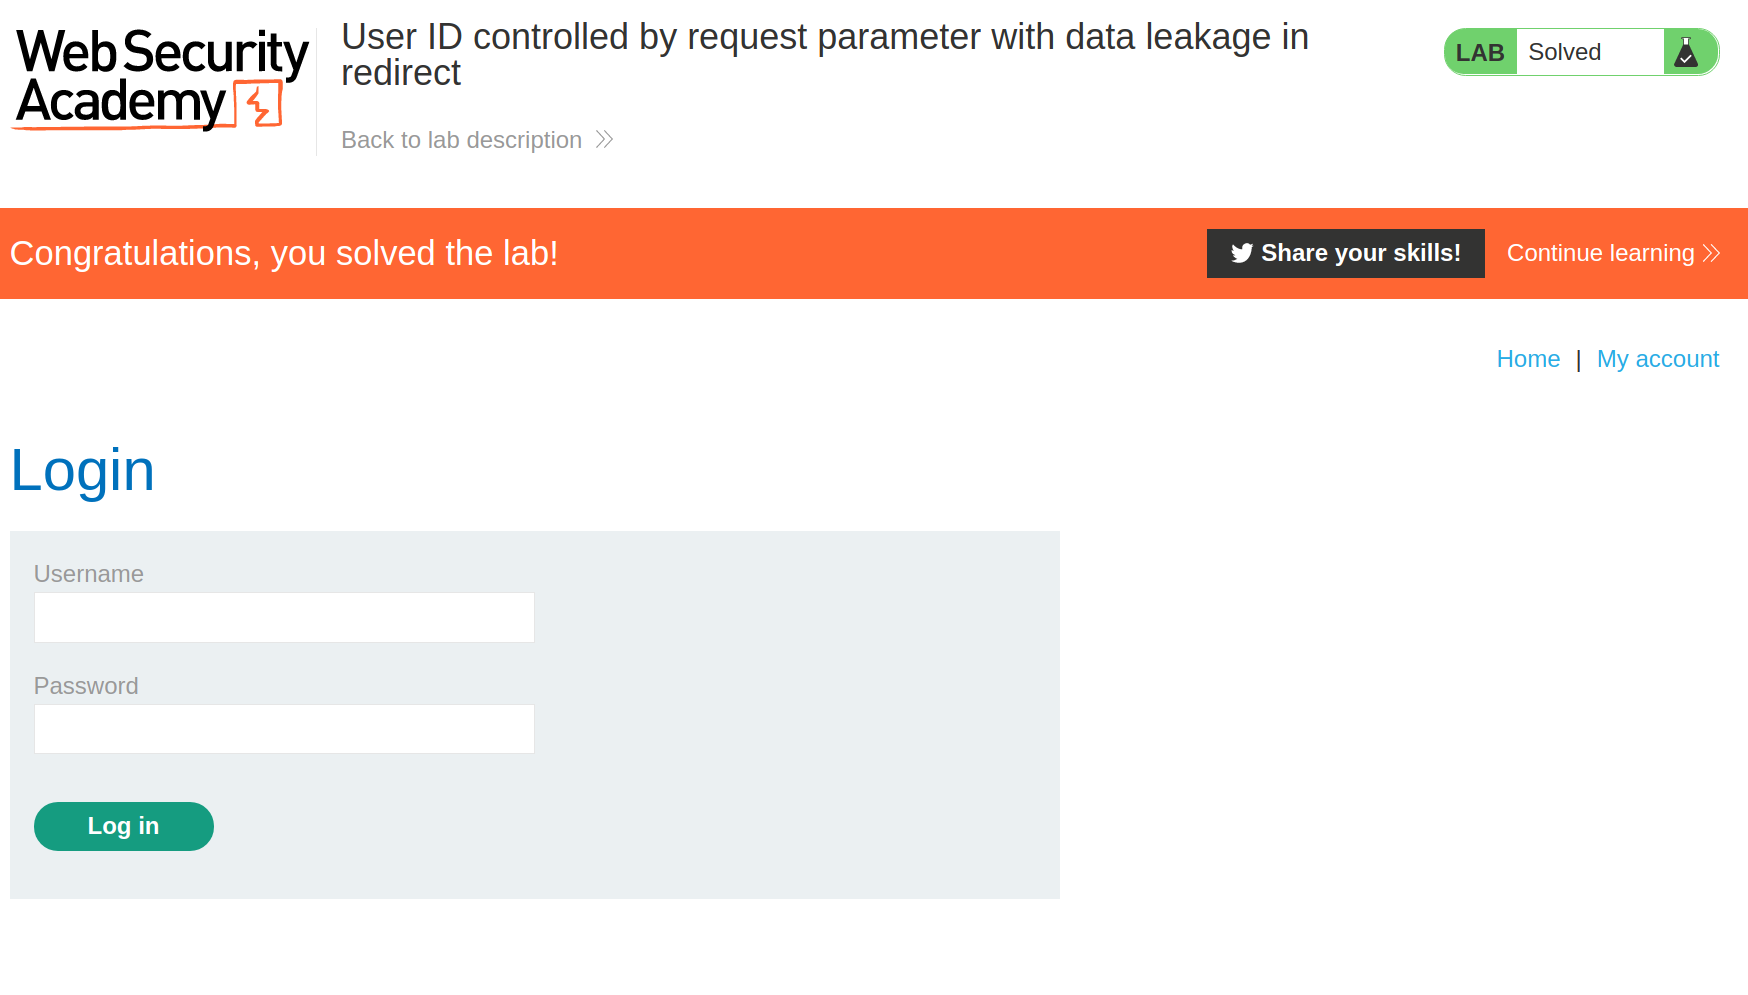 Web Security
Academy
User ID controlled by request parameter with data leakage in
redirect
Back to lab description
LAB Solved
Congratulations, you solved the lab!
Share your skills!
Continue learning
Home | My account
Login
Username
Password
Log in